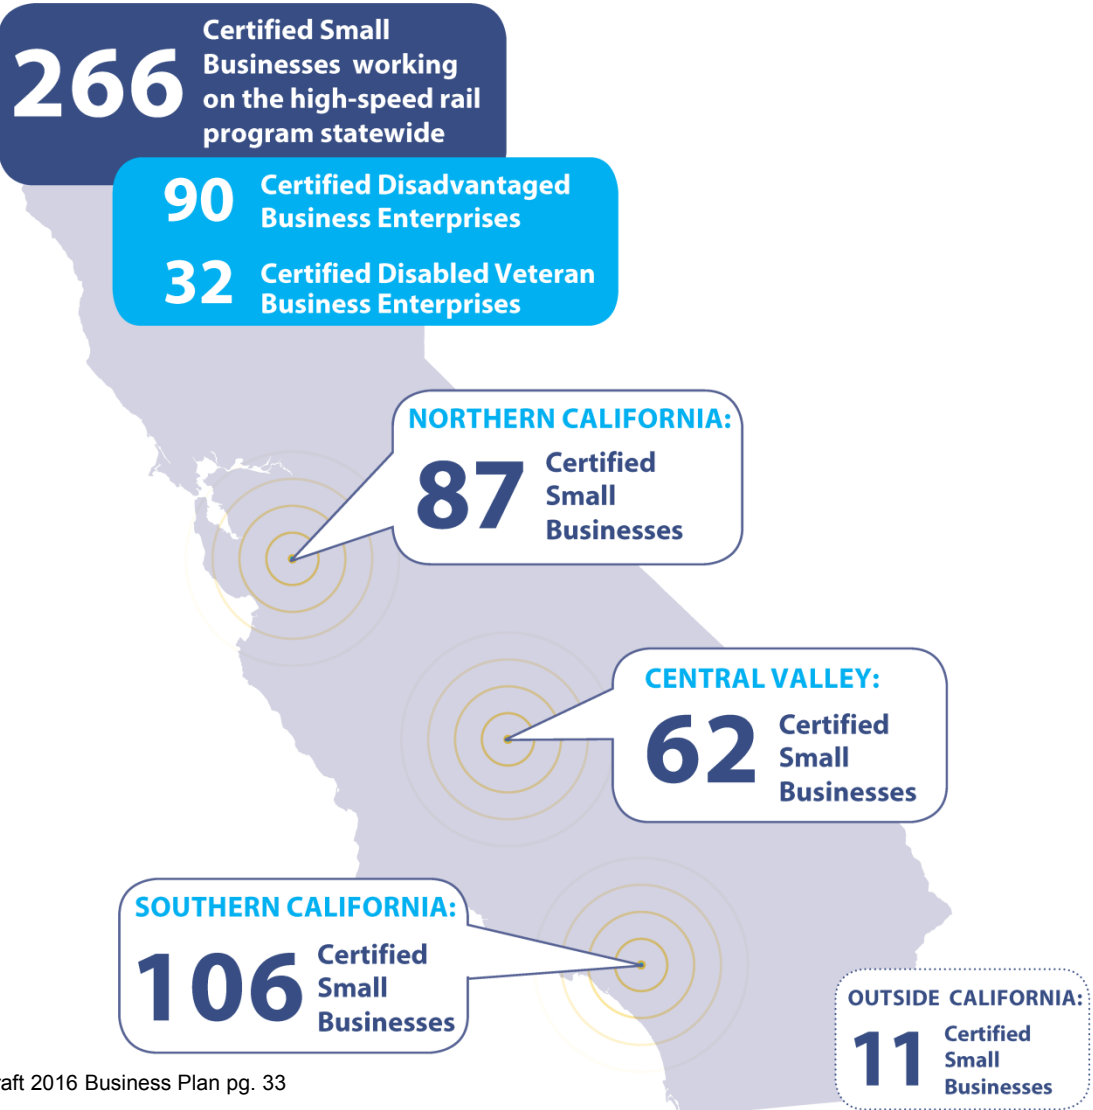 266
Certified Small
Businesses working
on the high-speed rail
program statewide
90
Certified Disadvantaged
Business Enterprises
32
Certified Disabled Veteran
Business Enterprises
NORTHERN CALIFORNIA:
87
Certified
Small
Businesses
CENTRAL VALLEY:
62
Certified
Small
Businesses
SOUTHERN CALIFORNIA:
106
Certified
Small
Businesses
OUTSIDE CALIFORNIA:
11
Certified
Small
Businesses
raft 2016 Business Plan pg. 33